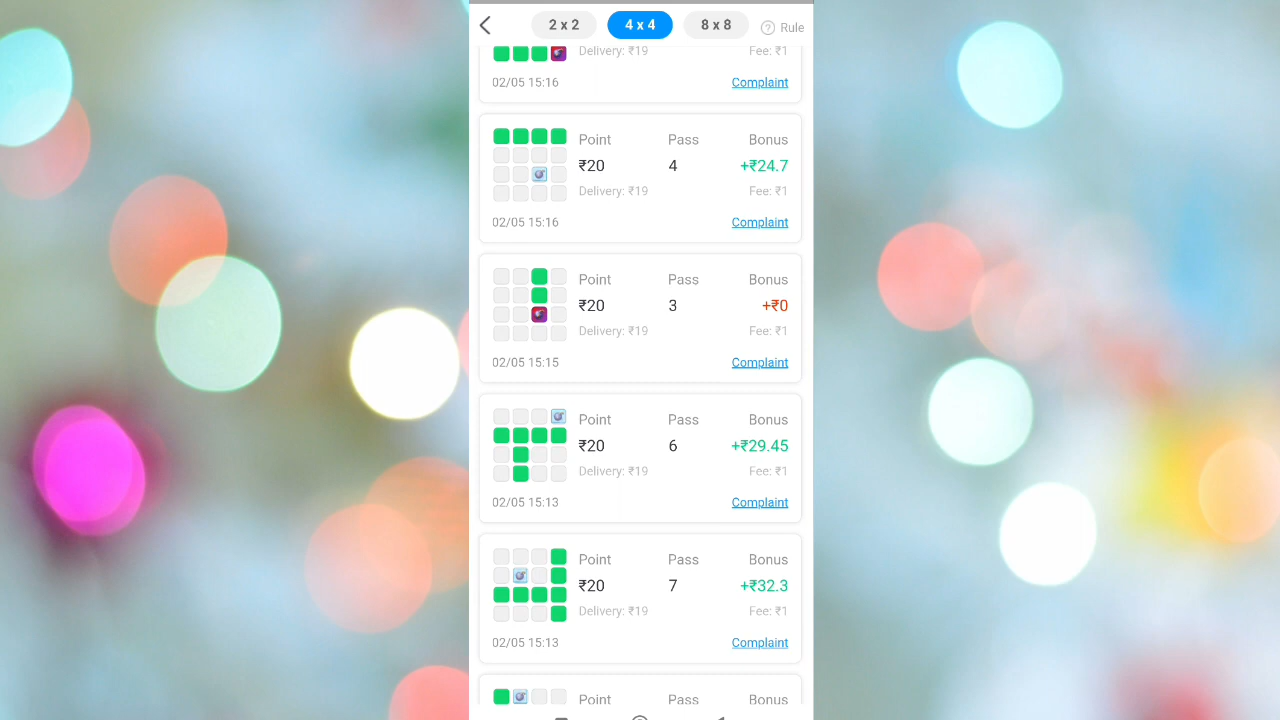 2 x 2 4 x 4 8 x 8 ? Rule
Delivery: ₹19 Fee: ₹1
02/05 15:16 Complaint
Point Pass Bonus
₹20 4 +₹24.7
Delivery: ₹19 Fee: ₹1
02/05 15:16 Complaint
Point Pass Bonus
₹20 3 +₹0
Delivery: ₹19 Fee: ₹1
02/05 15:15 Complaint
Point Pass Bonus
₹20 6 +₹29.45
Delivery: ₹19 Fee: ₹1
02/05 15:13 Complaint
Point Pass Bonus
₹20 7 +₹32.3
Delivery: ₹19 Fee: ₹1
02/05 15:13 Complaint
Point Pass Bonus